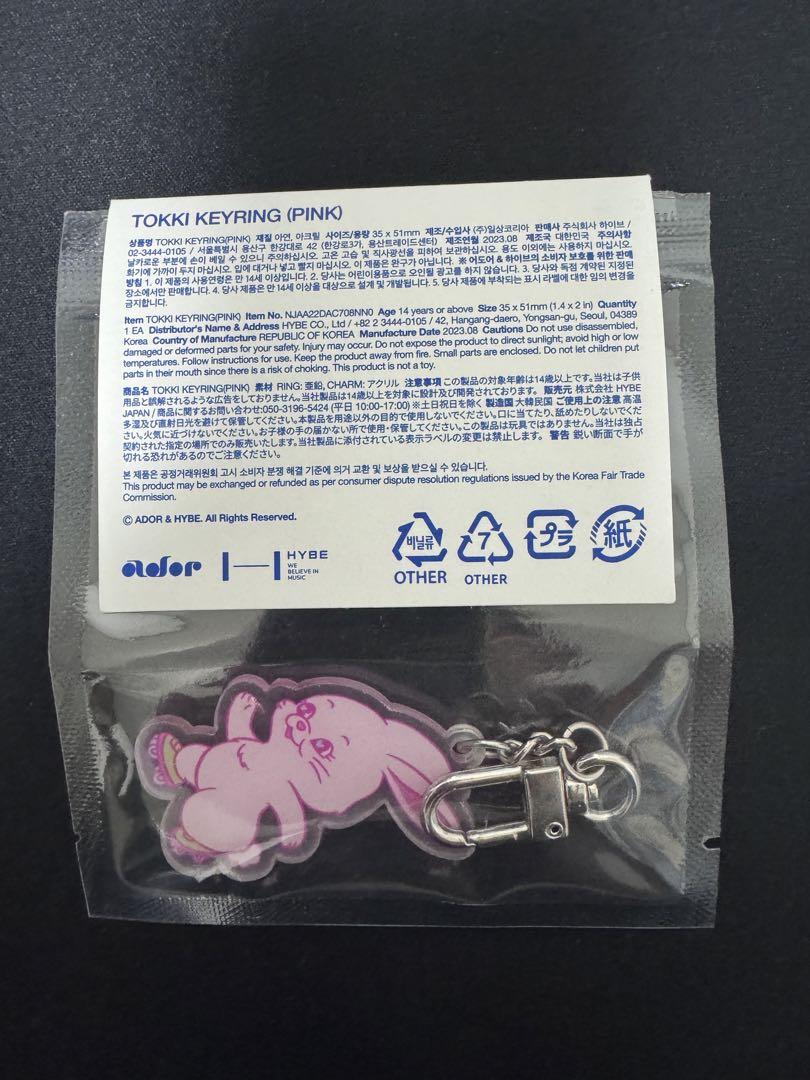 TOKKI KEYRING (PINK)
상품명 TOKKI KEYRING(PINK) 재질 아연, 아크릴 사이즈/용량 35 x 51mm 제조/수입사 (주)일상코리아 판매사 주식회사 하이브 /
02-3444-0105 / 서울특별시 용산구 한강대로 42 (한강로3가, 용산트레이드센터) 제조연월 2023.08 제조국 대한민국 주의사항
날카로운 부분에 손이 베일 수 있으니 주의하십시오. 고온 고습 및 직사광선을 피하여 보관하십시오. 용도 이외에는 사용하지 마십시오.
화기에 가까이 두지 마십시오. 입에 대거나 넣고 빨지 마십시오. 이 제품은 완구가 아닙니다. ※ 어도어 & 하이브의 소비자 보호를 위한 판매
방침 1. 이 제품의 사용연령은 만 14세 이상입니다. 2. 당사는 어린이용품으로 오인될 광고를 하지 않습니다. 3. 당사와 독점 계약된 지정된
장소에서만 판매합니다. 4. 당사 제품은 만 14세 이상을 대상으로 설계 및 개발됩니다. 5. 당사 제품에 부착되는 표시 라벨에 대한 임의 변경을
금지합니다.
Item TOKKI KEYRING(PINK) Item No. NJAA22DAC708NN0 Age 14 years or above Size 35 x 51mm (1.4 x 2 in) Quantity
1 EA Distributor's Name & Address HYBE CO., Ltd / +82 2 3444-0105 / 42, Hangang-daero, Yongsan-gu, Seoul, 04389
Korea Country of Manufacture REPUBLIC OF KOREA Manufacture Date 2023.08 Cautions Do not use disassembled,
damaged or deformed parts for your safety. Injury may occur. Do not expose the product to direct sunlight; avoid high or low
temperatures. Follow instructions for use. Keep the product away from fire. Small parts are enclosed. Do not let children put
parts in their mouth since there is a risk of choking. This product is not a toy.
商品名 TOKKI KEYRING(PINK) 素材 RING: 亜鉛, CHARM: アクリル 注意事項 この製品の対象年齢は14歳以上です。当社は子供
用品と誤解されるような広告をしておりません。当社製品は14歳以上を対象に設計及び開発されております。 販売元 株式会社 HYBE
JAPAN / 商品に関するお問い合わせ:050-3196-5424 (平日 10:00-17:00) ※土日祝日を除く 製造国 大韓民国 ご使用上の注意 高温
多湿及び直射日光を避けて保管してください。本製品を用途以外の目的で使用しないでください。口に当てたり、舐めたりしないでくだ
さい。火気に近づけないでください。お子様の手の届かない所で使用・保管してください。この製品は玩具ではありません。当社は独占
契約された指定の場所でのみ販売いたします。当社製品に添付されている表示ラベルの変更は禁止します。 警告 鋭い断面で手が
切れる恐れがあるのでご注意ください。
본 제품은 공정거래위원회 고시 소비자 분쟁 해결 기준에 의거 교환 및 보상을 받으실 수 있습니다.
This product may be exchanged or refunded as per consumer dispute resolution regulations issued by the Korea Fair Trade
Commission.
© ADOR & HYBE. All Rights Reserved.
ador
HYBE
WE
BELIEVE IN
MUSIC
비닐류
OTHER
7
OTHER
プラ
紙